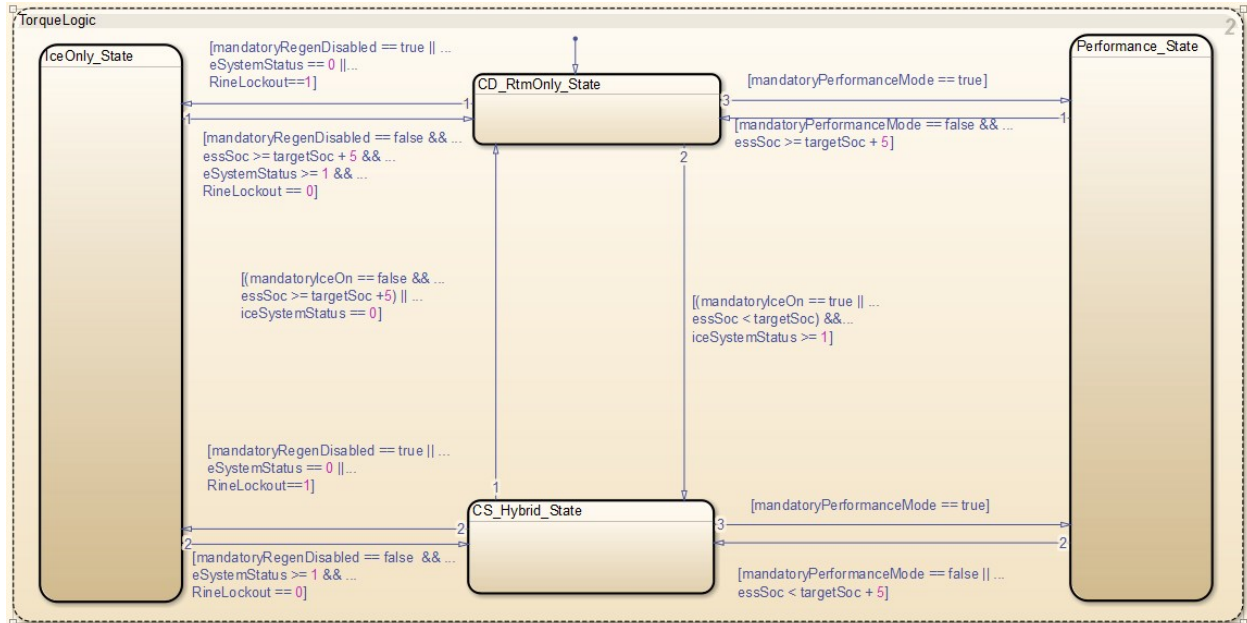 TorqueLogic
2
IceOnly_State
[mandatoryRegenDisabled == true || ...
eSystemStatus == 0 ||...
RineLockout==1]
CD_RtmOnly_State
[mandatoryPerformanceMode == true]
Performance_State
1
3
1
[mandatoryRegenDisabled == false && ...
essSoc >= targetSoc + 5 && ...
eSystemStatus >= 1 && ...
RineLockout == 0]
[mandatoryPerformanceMode == false && ...
essSoc >= targetSoc + 5]
1
2
[(mandatoryIceOn == false && ...
essSoc >= targetSoc +5) || ...
iceSystemStatus == 0]
[(mandatoryIceOn == true || ...
essSoc < targetSoc) &&...
iceSystemStatus >= 1]
[mandatoryRegenDisabled == true || ...
eSystemStatus == 0 ||...
RineLockout==1]
1
CS_Hybrid_State
[mandatoryPerformanceMode == true]
2
3
2
2
[mandatoryRegenDisabled == false && ...
eSystemStatus >= 1 && ...
RineLockout == 0]
[mandatoryPerformanceMode == false || ...
essSoc < targetSoc + 5]